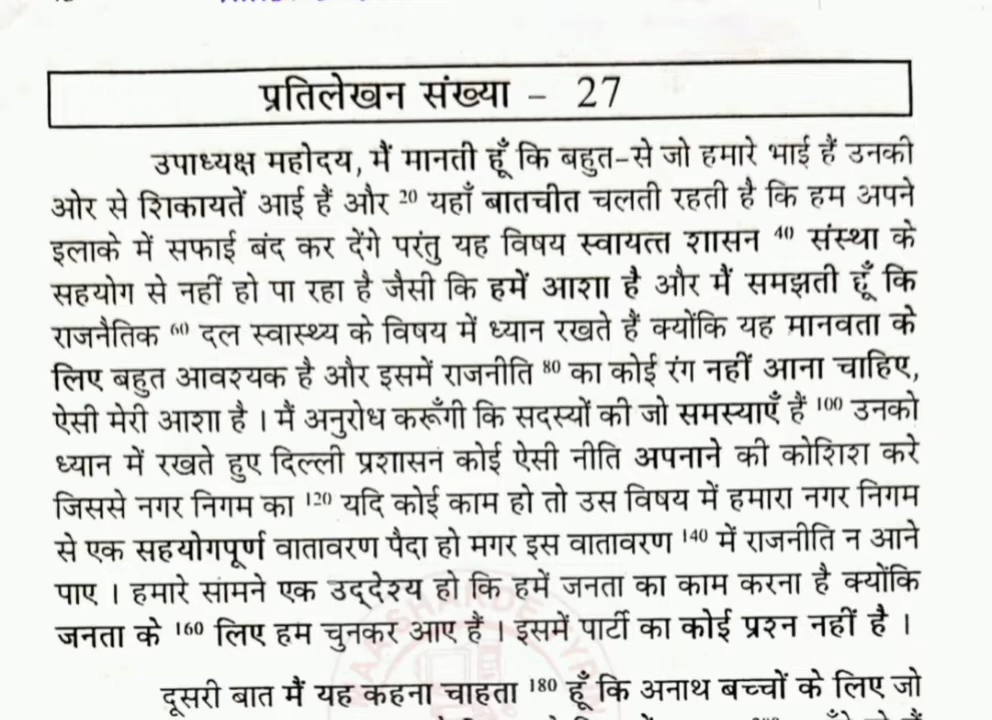 प्रतिलेखन संख्या - 27
उपाध्यक्ष महोदय, मैं मानती हूँ कि बहुत-से जो हमारे भाई हैं उनकी
ओर से शिकायतें आई हैं और 20 यहाँ बातचीत चलती रहती है कि हम अपने
इलाके में सफाई बंद कर देंगे परंतु यह विषय स्वायत्त शासन 40 संस्था के
सहयोग से नहीं हो पा रहा है जैसी कि हमें आशा है और मैं समझती हूँ कि
राजनैतिक 60 दल स्वास्थ्य के विषय में ध्यान रखते हैं क्योंकि यह मानवता के
लिए बहुत आवश्यक है और इसमें राजनीति 80 का कोई रंग नहीं आना चाहिए,
ऐसी मेरी आशा है । मैं अनुरोध करूँगी कि सदस्यों की जो समस्याएँ हैं 100 उनको
ध्यान में रखते हुए दिल्ली प्रशासन कोई ऐसी नीति अपनाने की कोशिश करे
जिससे नगर निगम का 120 यदि कोई काम हो तो उस विषय में हमारा नगर निगम
से एक सहयोगपूर्ण वातावरण पैदा हो मगर इस वातावरण 140 में राजनीति न आने
पाए । हमारे सामने एक उद्देश्य हो कि हमें जनता का काम करना है क्योंकि
जनता के 160 लिए हम चुनकर आए हैं । इसमें पार्टी का कोई प्रश्न नहीं है ।
दूसरी बात मैं यह कहना चाहता 180 हूँ कि अनाथ बच्चों के लिए जो